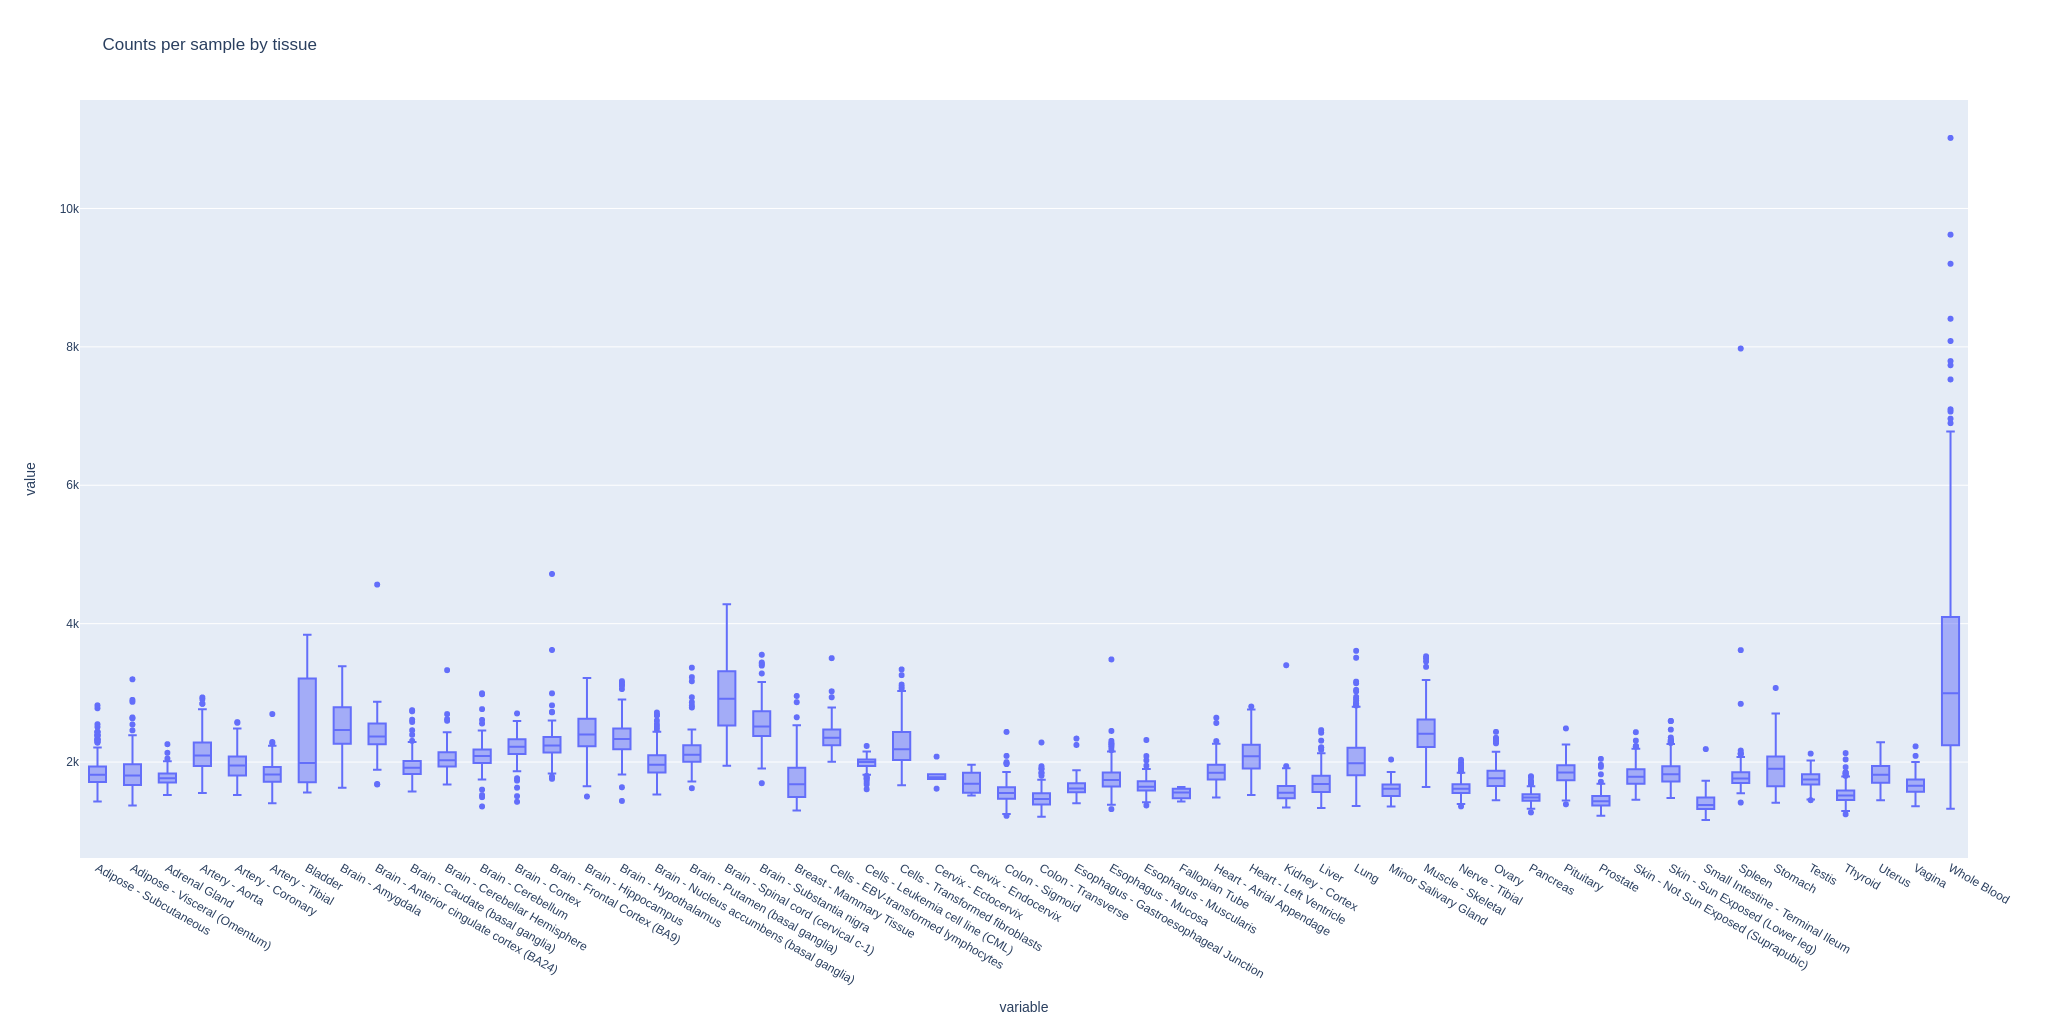 Counts per sample by tissue
10k
8k
6k
4k
2k
value
Adipose - Subcutaneous
Adipose - Visceral (Omentum)
Adrenal Gland
Artery - Aorta
Artery - Coronary
Artery - Tibial
Bladder
Brain - Amygdala
Brain - Anterior cingulate cortex (BA24)
Brain - Caudate (basal ganglia)
Brain - Cerebellar Hemisphere
Brain - Cerebellum
Brain - Cortex
Brain - Frontal Cortex (BA9)
Brain - Hippocampus
Brain - Hypothalamus
Brain - Nucleus accumbens (basal ganglia)
Brain - Putamen (basal ganglia)
Brain - Spinal cord (cervical c-1)
Brain - Substantia nigra
Breast - Mammary Tissue
Cells - EBV-transformed lymphocytes
Cells - Leukemia cell line (CML)
Cells - Transformed fibroblasts
Cervix - Ectocervix
Cervix - Endocervix
Colon - Sigmoid
Colon - Transverse
Esophagus - Gastroesophageal Junction
Esophagus - Mucosa
Esophagus - Muscularis
Fallopian Tube
Heart - Atrial Appendage
Heart - Left Ventricle
Kidney - Cortex
Liver
Lung
Minor Salivary Gland
Muscle - Skeletal
Nerve - Tibial
Ovary
Pancreas
Pituitary
Prostate
Skin - Not Sun Exposed (Suprapubic)
Skin - Sun Exposed (Lower leg)
Small Intestine - Terminal Ileum
Spleen
Stomach
Testis
Thyroid
Uterus
Vagina
Whole Blood
variable